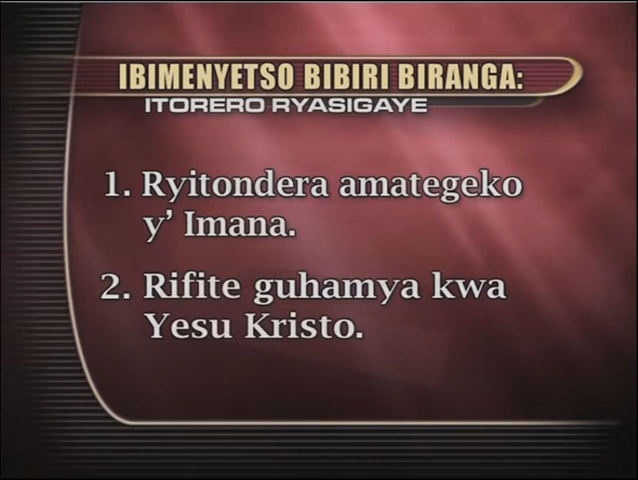 IBIMENYETSO BIBIRI BIRANGA:
ITORERO RYASIGAYE
1. Ryitondera amategeko
y' Imana.
2. Rifite guhamya kwa
Yesu Kristo.